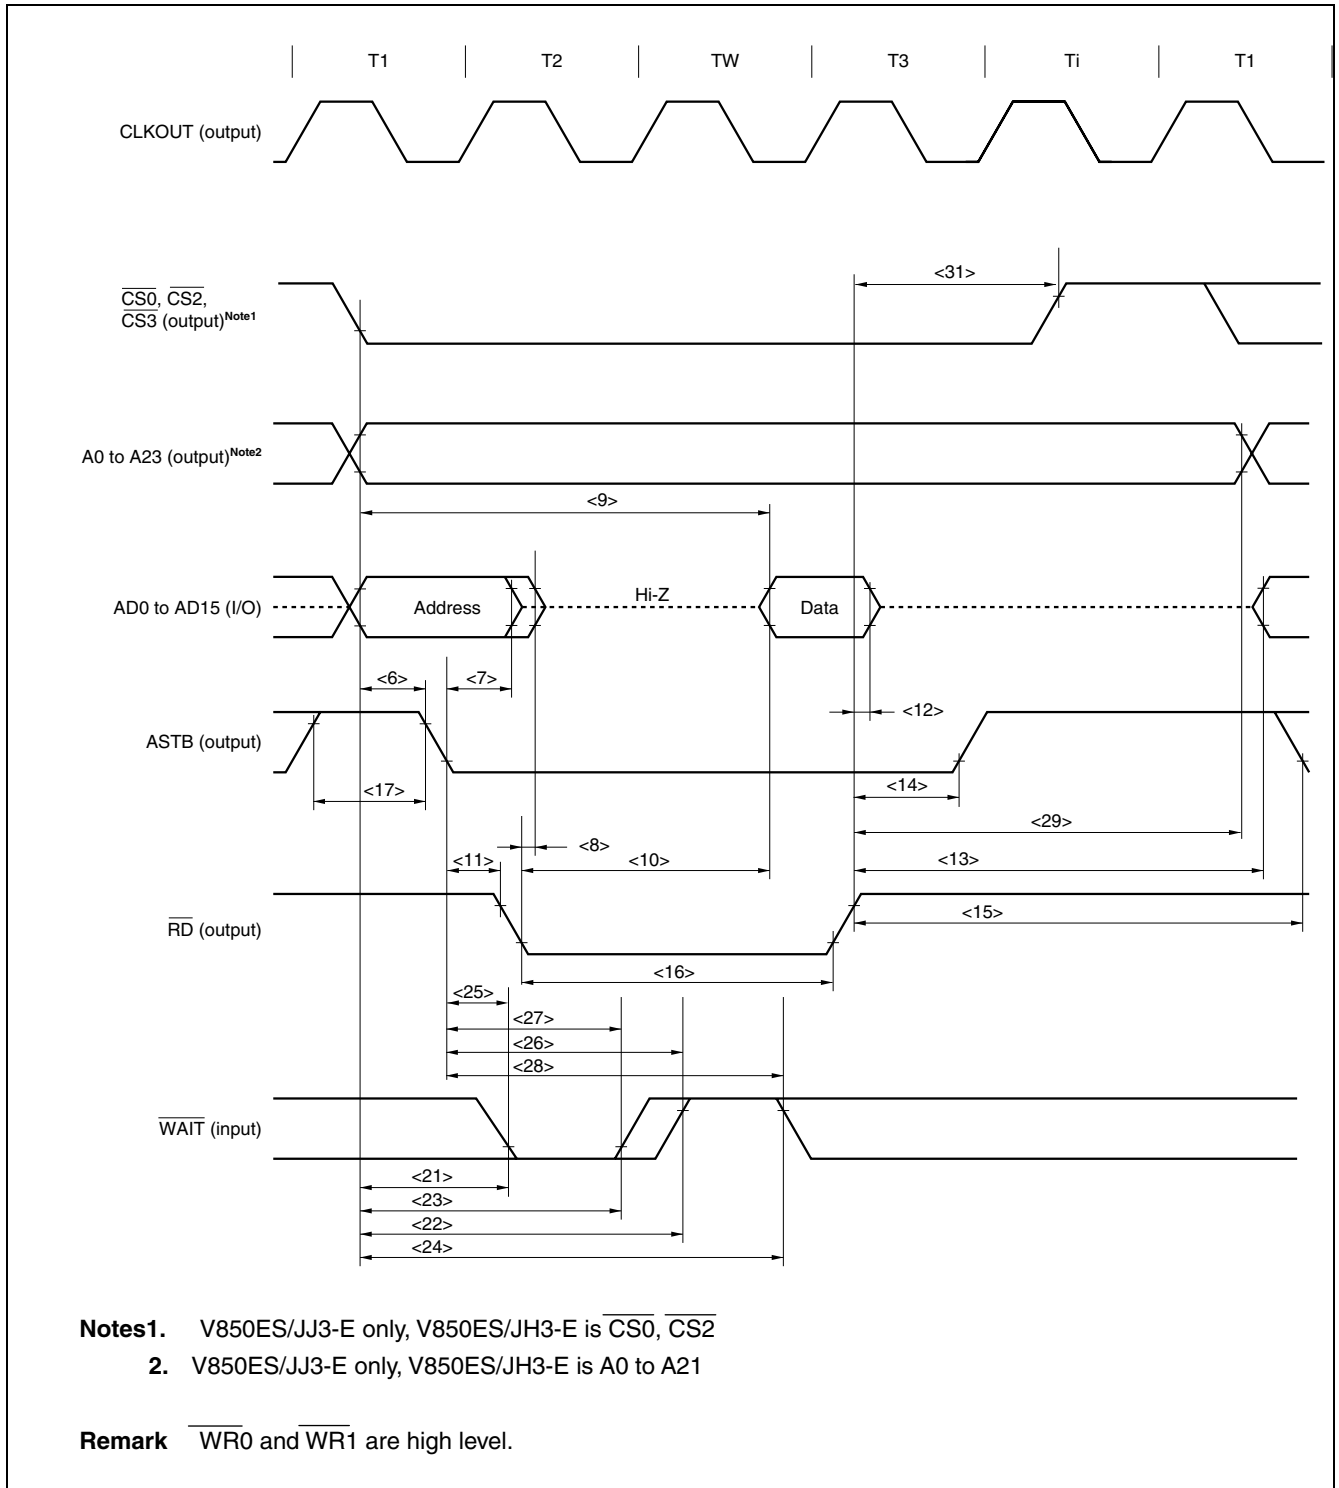 T1 T2 TW T3 Ti T1
CLKOUT (output)
<31>
CS0, CS2,
CS3 (output)Note1
A0 to A23 (output)Note2
<9>
Hi-Z
AD0 to AD15 (I/O) Address Data
<6> <7>
<12>
ASTB (output)
<17> <14>
<29>
<8>
<11> <10> <13>
<15>
RD (output)
<16>
<25>
<27>
<26>
<28>
WAIT (input)
<21>
<23>
<22>
<24>
Notes1. V850ES/JJ3-E only, V850ES/JH3-E is CS0, CS2
2. V850ES/JJ3-E only, V850ES/JH3-E is A0 to A21
Remark WR0 and WR1 are high level.